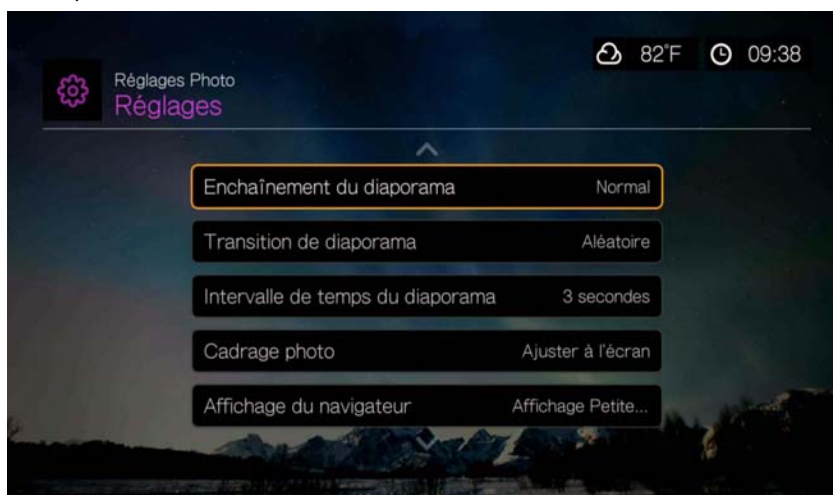 82°F 09:38
Réglages Photo
Réglages
Enchaînement du diaporama Normal
Transition de diaporama Aléatoire
Intervalle de temps du diaporama 3 secondes
Cadrage photo Ajuster à l'écran
Affichage du navigateur Affichage Petite...